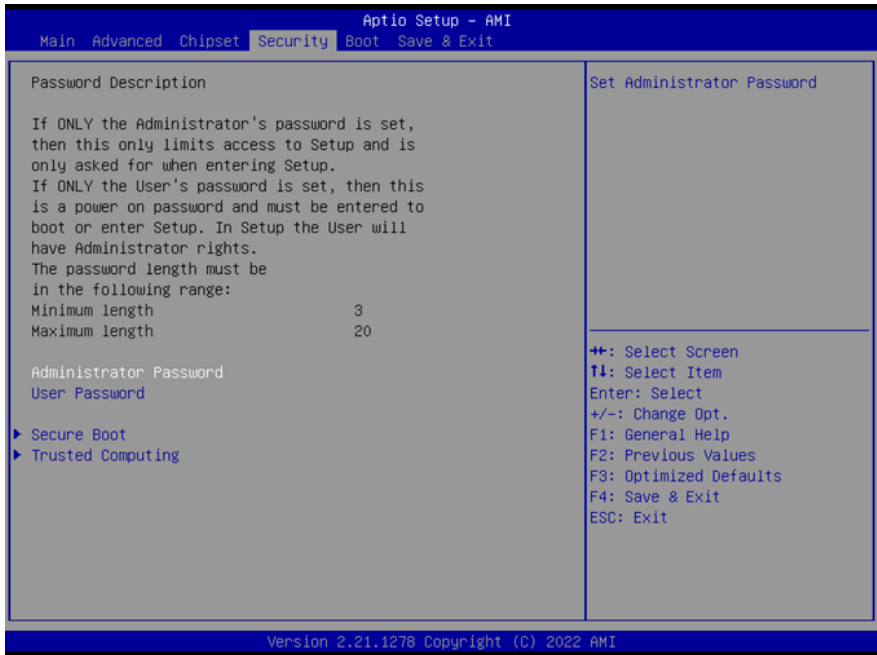 Aptio Setup – AMI
Main Advanced Chipset Security Boot Save & Exit
Password Description
If ONLY the Administrator's password is set,
then this only limits access to Setup and is
only asked for when entering Setup.
If ONLY the User's password is set, then this
is a power on password and must be entered to
boot or enter Setup. In Setup the User will
have Administrator rights.
The password length must be
in the following range:
Minimum length 3
Maximum length 20
Administrator Password
User Password
Secure Boot
Trusted Computing
Set Administrator Password
→←: Select Screen
↑↓: Select Item
Enter: Select
+/-: Change Opt.
F1: General Help
F2: Previous Values
F3: Optimized Defaults
F4: Save & Exit
ESC: Exit
Version 2.21.1278 Copyright (C) 2022 AMI